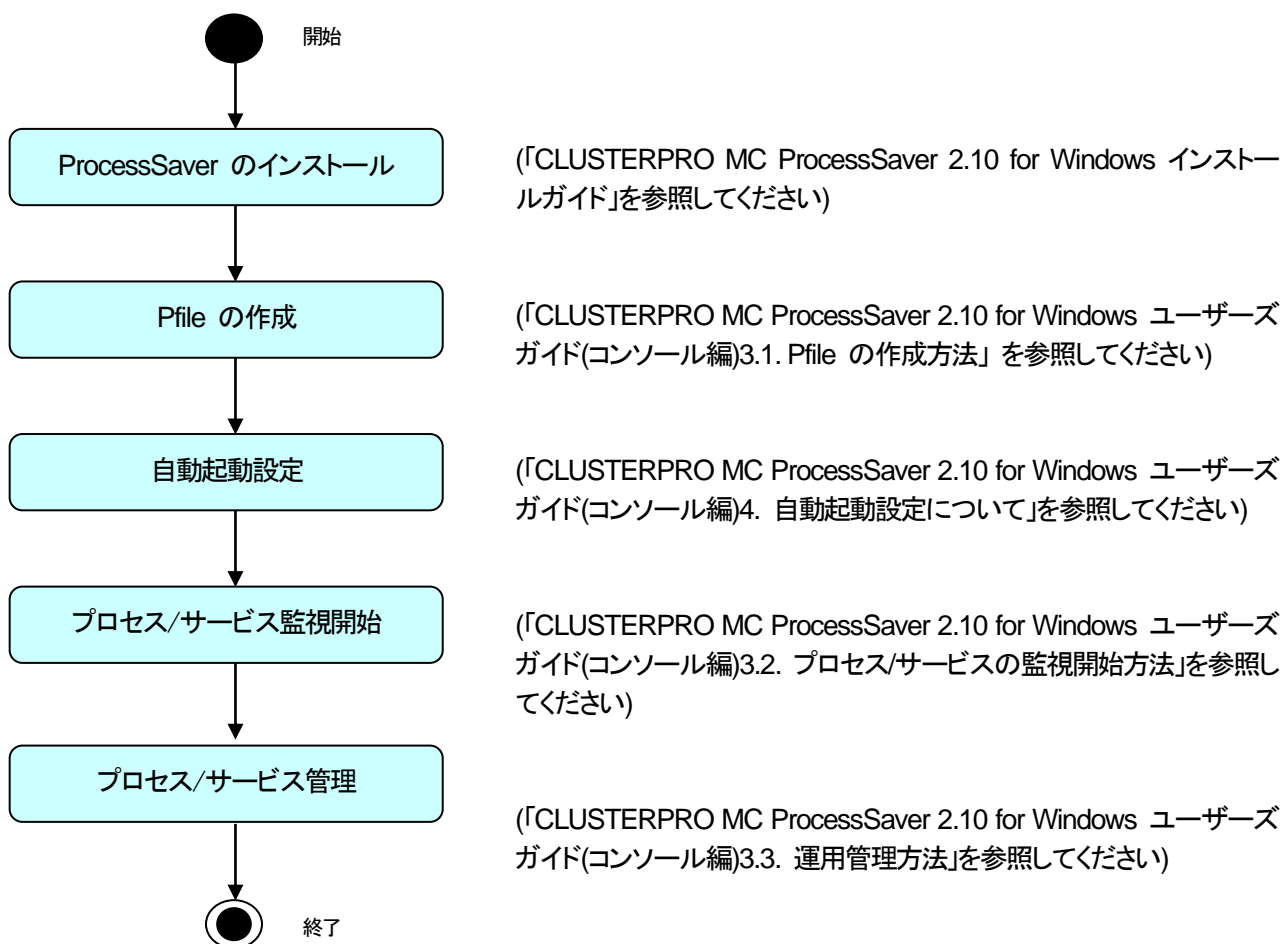 開始
ProcessSaver のインストール
(「CLUSTERPRO MC ProcessSaver 2.10 for Windows インストー
ルガイド」を参照してください)
Pfile の作成
(「CLUSTERPRO MC ProcessSaver 2.10 for Windows ユーザーズ
ガイド(コンソール編)3.1. Pfile の作成方法」 を参照してください)
自動起動設定
(「CLUSTERPRO MC ProcessSaver 2.10 for Windows ユーザーズ
ガイド(コンソール編)4. 自動起動設定について」を参照してください)
プロセス/サービス監視開始
(「CLUSTERPRO MC ProcessSaver 2.10 for Windows ユーザーズ
ガイド(コンソール編)3.2. プロセス/サービスの監視開始方法」を参照し
てください)
プロセス/サービス管理
(「CLUSTERPRO MC ProcessSaver 2.10 for Windows ユーザーズ
ガイド(コンソール編)3.3. 運用管理方法」を参照してください)
終了